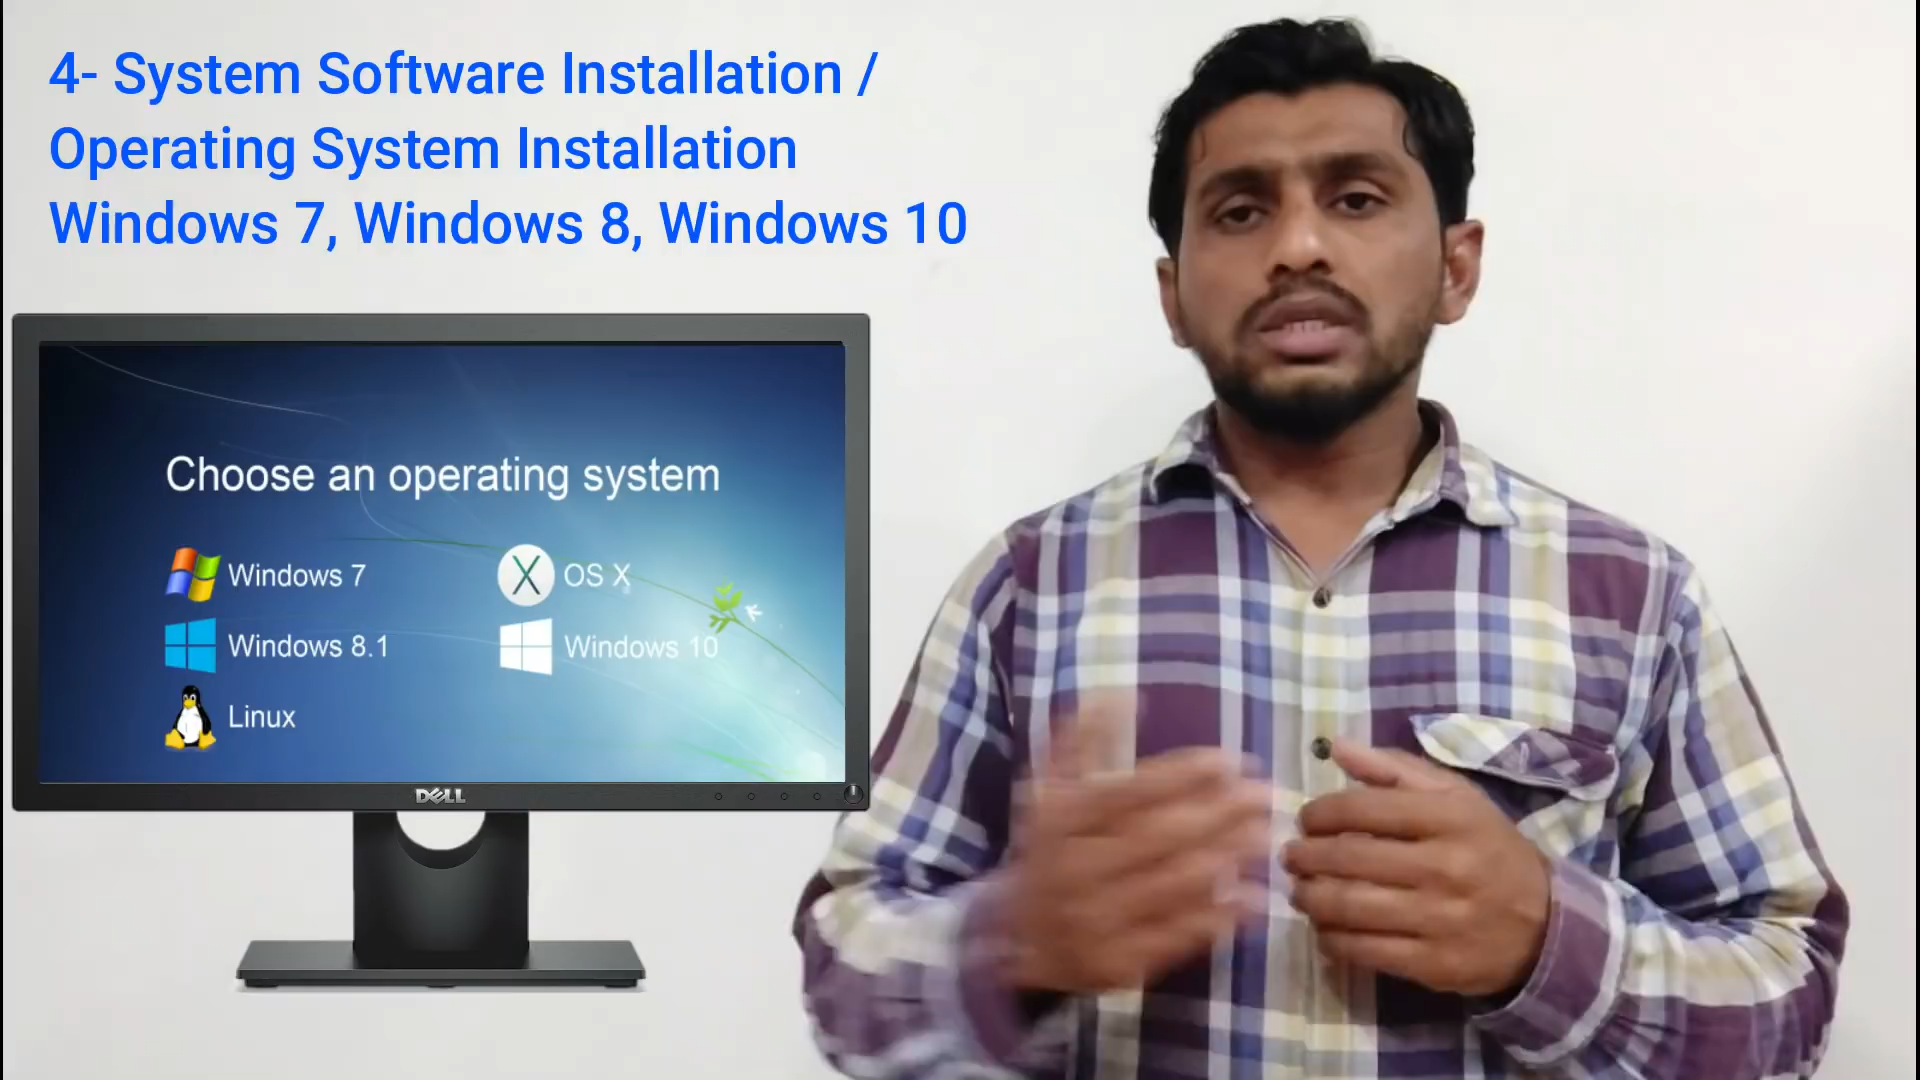 4- System Software Installation /
Operating System Installation
Windows 7, Windows 8, Windows 10
Choose an operating system
Windows 7
OS X
Windows 8.1
Windows 10
Linux
DELL